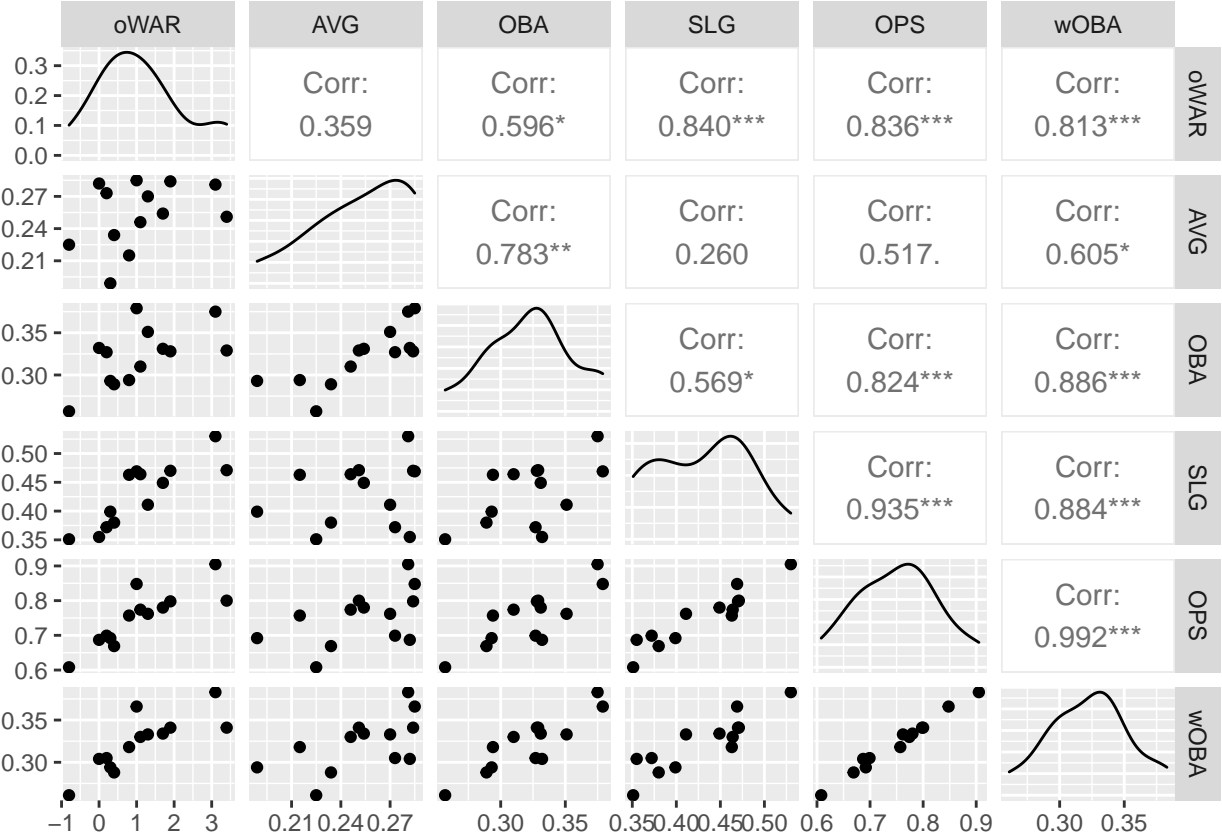 oWAR AVG OBA SLG OPS wOBA
0.3
0.2
0.1
0.0
Corr:
0.359
Corr:
0.596*
Corr:
0.840***
Corr:
0.836***
Corr:
0.813***
oWAR
0.27
0.24
0.21
Corr:
0.783**
Corr:
0.260
Corr:
0.517.
Corr:
0.605*
AVG
0.35
0.30
Corr:
0.569*
Corr:
0.824***
Corr:
0.886***
OBA
0.50
0.45
0.40
0.35
Corr:
0.935***
Corr:
0.884***
SLG
0.9
0.8
0.7
0.6
Corr:
0.992***
OPS
0.35
0.30
wOBA
−1 0 1 2 3
0.21 0.24 0.27
0.30 0.35
0.35 0.40 0.45 0.50
0.6 0.7 0.8 0.9
0.30 0.35